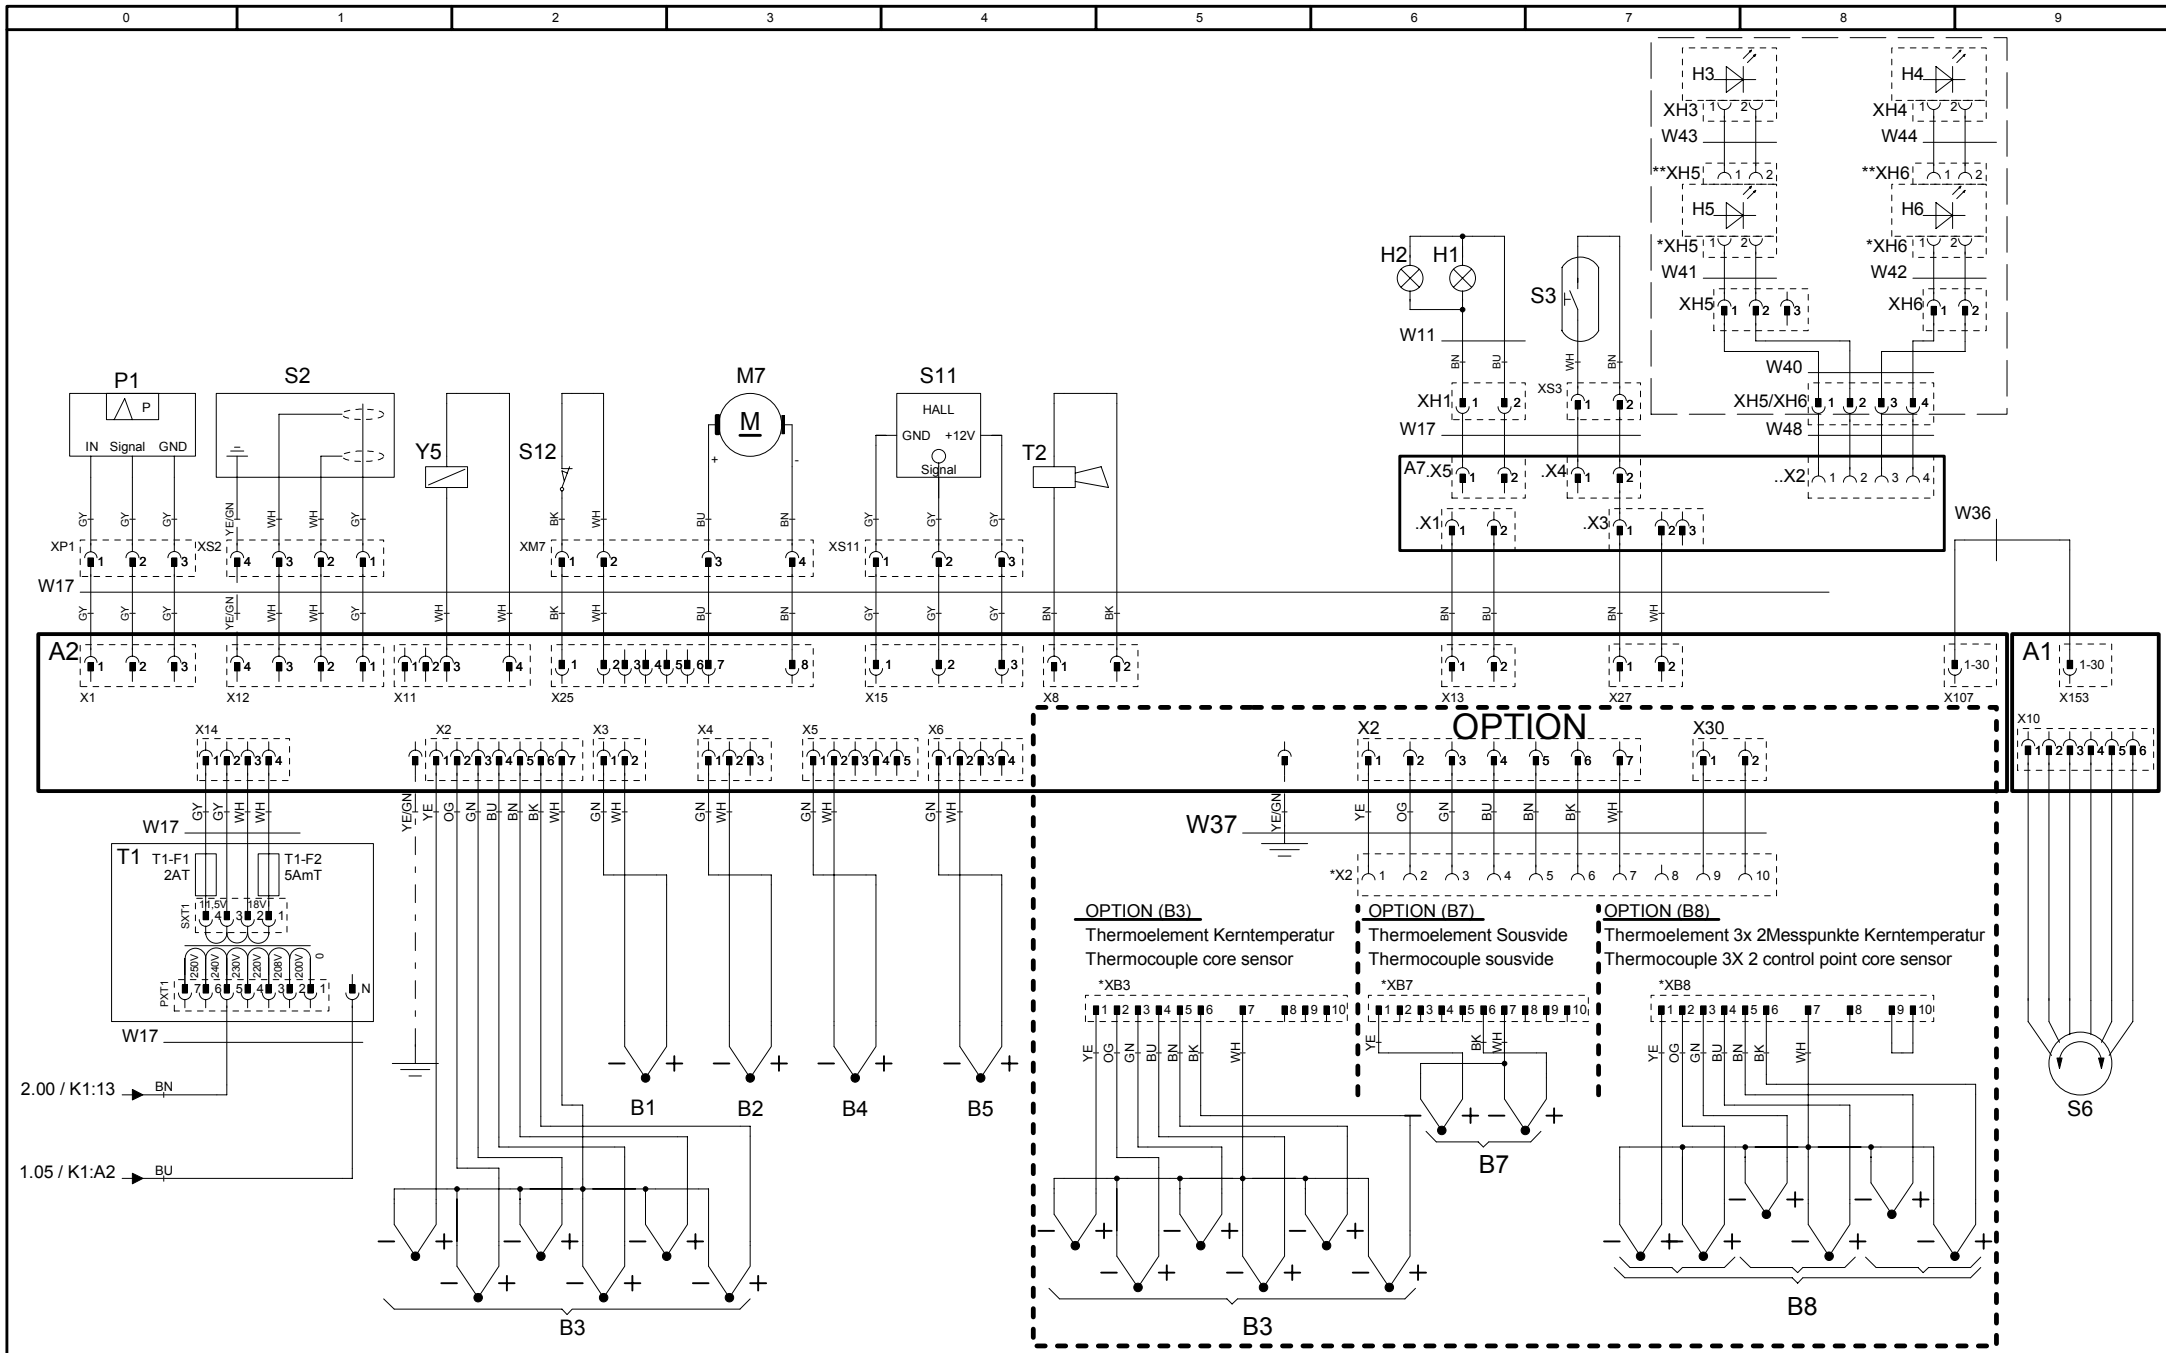 0 1 2 3 4 5 6 7 8 9
H3 H4
XH3 1 2 XH4 1 2
W43 W44
**XH5 1 2 **XH6 1 2
H5 H6
*XH5 1 2 *XH6 1 2
W41 W42
XH5 1 2 3 XH6 1 2
H2 H1 S3
W11 BN BU WH BN
W40
P1 S2 M7 S11
XH1 1 2 XS3 1 2 XH5/XH6 1 2 3 4
W17 W48
P
IN Signal GND
Y5 S12 M + -
HALL
GND +12V
Signal
T2
A7 .X5 1 2 .X4 1 2 ..X2 1 2 3 4
.X1 1 2 .X3 1 2 3
W36
GY GY GY YE/GN WH WH GY BK WH BU BN GY GY GY
XP1 1 2 3 XS2 4 3 2 1 XM7 1 2 3 4 XS11 1 2 3
W17
GY GY GY YE/GN WH WH GY WH WH BK WH BU BN GY GY GY BN BK BN BU BN WH
A2 A1
1 2 3 4 3 2 1 1 2 3 4 1 2 3 4 5 6 7 8 1 2 3 1 2 1 2 1 2 1-30 1-30
X1 X12 X11 X25 X15 X8 X13 X27 X107 X153
X14 X2 X3 X4 X5 X6 X2 OPTION X30 X10
1 2 3 4 1 2 3 4 5 6 7 1 2 1 2 3 1 2 3 4 5 1 2 3 4 1 2 3 4 5 6 7 1 2 1 2 3 4 5 6
GY GY WH WH YE/GN YE OG GN BU BN BK WH GN WH GN WH GN WH GN WH YE/GN YE OG GN BU BN BK WH
W17 W37
T1 T1-F1 2AT T1-F2 5AmT
*X2 1 2 3 4 5 6 7 8 9 10
11,5V 18V
SXT1 4 3 2 1
250V 240V 230V 220V 208V 200V 0
PXT1 7 6 5 4 3 2 1 N
W17
OPTION (B3)
Thermoelement Kerntemperatur
Thermocouple core sensor
*XB3
1 2 3 4 5 6 7 8 9 10
YE OG GN BU BN BK WH
OPTION (B7)
Thermoelement Sousvide
Thermocouple sousvide
*XB7
1 2 3 4 5 6 7 8 9 10
YE BK WH
OPTION (B8)
Thermoelement 3x 2Messpunkte Kerntemperatur
Thermocouple 3X 2 control point core sensor
*XB8
1 2 3 4 5 6 7 8 9 10
YE OG GN BU BN BK WH
2.00 / K1:13 BN
− + − + − + − +
B1 B2 B4 B5 S6
1.05 / K1:A2 BU
− + − +
B7
− + − + − +
− + − + − +
B3
− + − + − +
− + − + − +
B3
− + − +
− + − + − + − +
B8